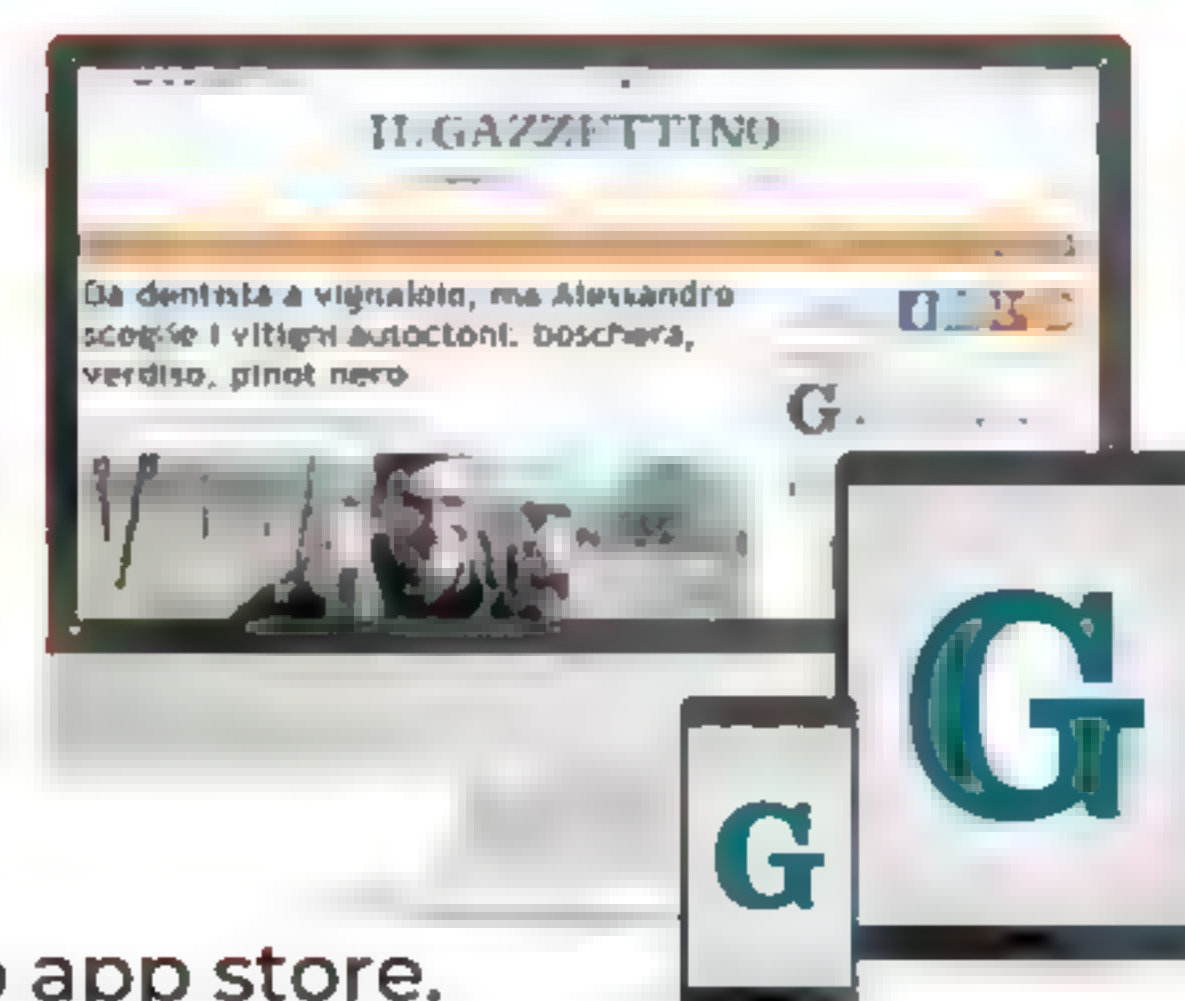 IL GAZZETTINO
Da dentista a vignaiolo, ma Alessandro
sceglie i vitigni autoctoni: boschera,
verdiso, pinot nero
G
G
G
app store.